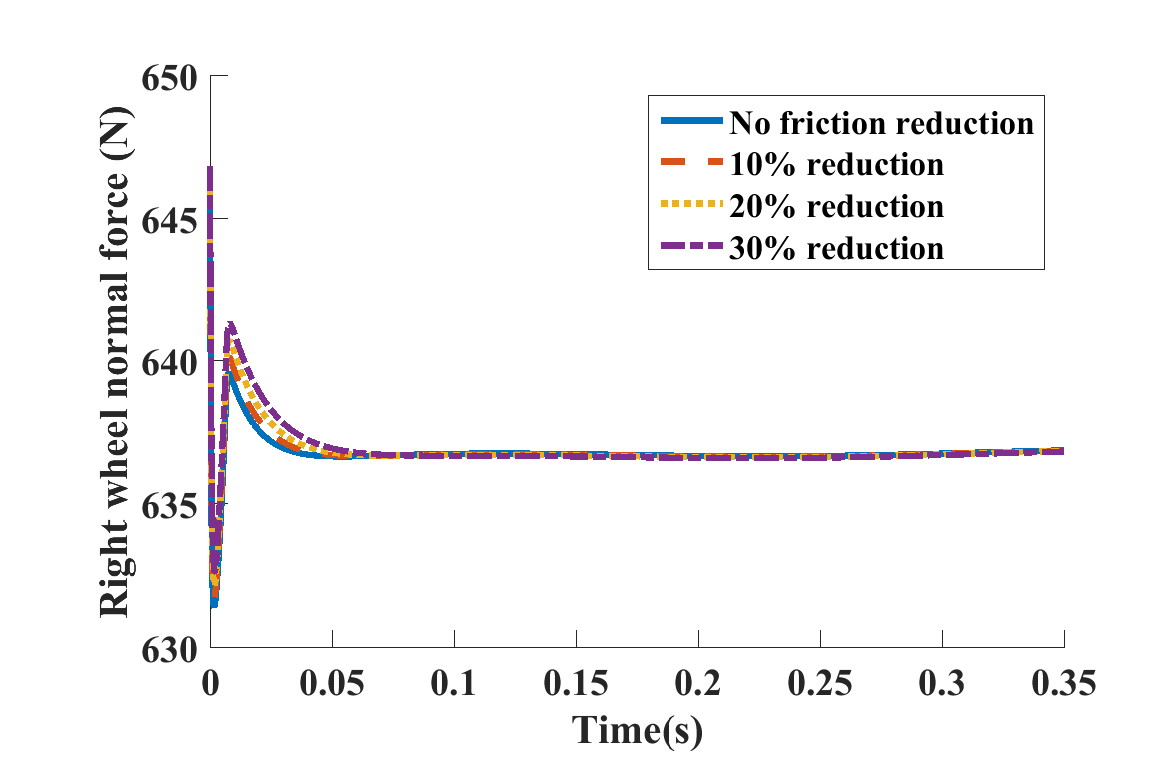 Right wheel normal force (N)
650
645
640
635
630
No friction reduction
10% reduction
20% reduction
30% reduction
0 0.05 0.1 0.15 0.2 0.25 0.3 0.35
Time(s)